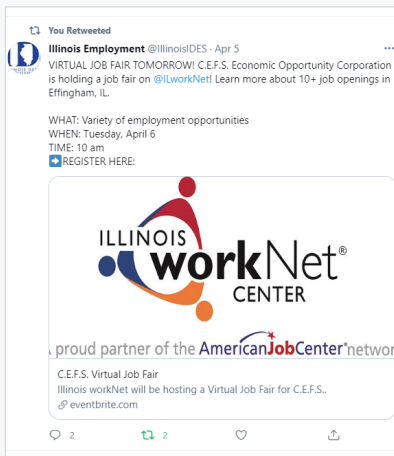 You Retweeted
Illinois Employment @IllinoisIDES · Apr 5
VIRTUAL JOB FAIR TOMORROW! C.E.F.S. Economic Opportunity Corporation
is holding a job fair on @ILworkNet! Learn more about 10+ job openings in
Effingham, IL.
WHAT: Variety of employment opportunities
WHEN: Tuesday, April 6
TIME: 10 am
➡REGISTER HERE:
ILLINOIS
workNet®
CENTER
proud partner of the AmericanJobCenter® networ
C.E.F.S. Virtual Job Fair
Illinois workNet will be hosting a Virtual Job Fair for C.E.F.S..
eventbrite.com
2 2